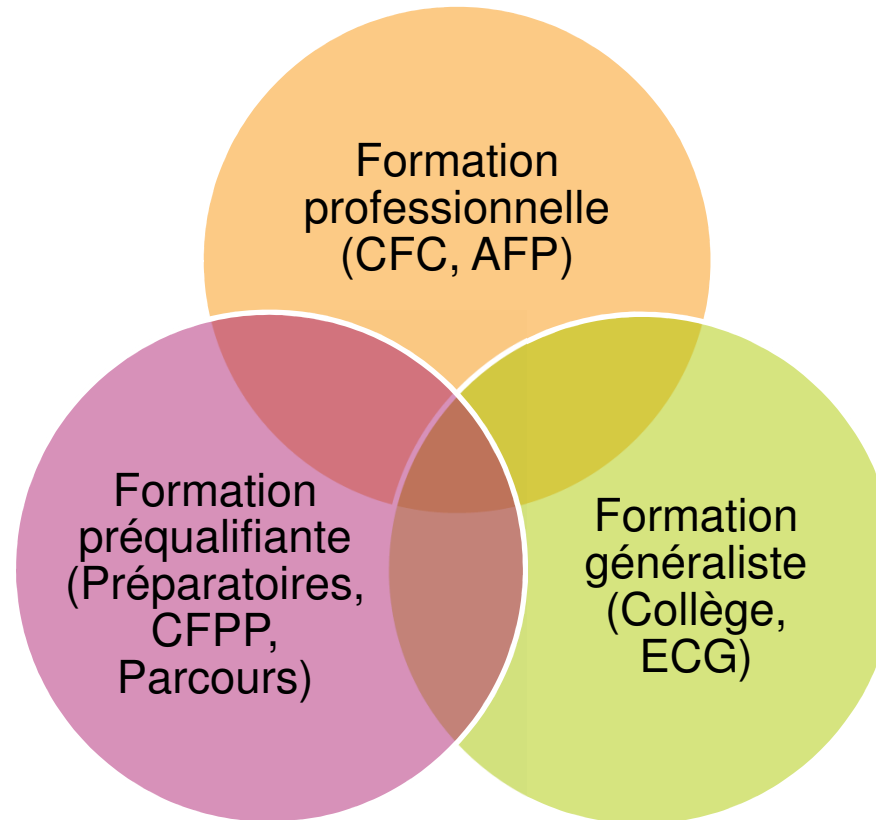 Formation
professionnelle
(CFC, AFP)
Formation
préqualifiante
(Préparatoires,
CFPP,
Parcours)
Formation
généraliste
(Collège,
ECG)